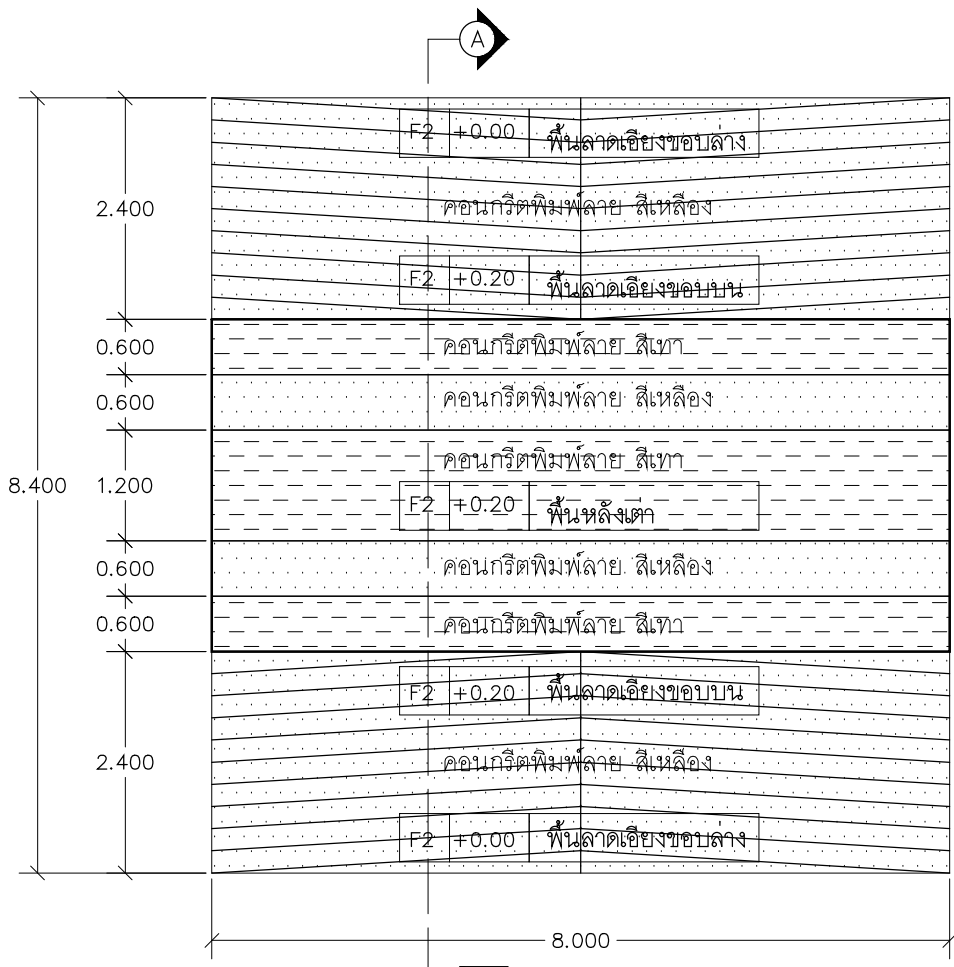 A
F2 +0.00 พื้นลาดเอียงขอบล่าง
2.400
คอนกรีตพิมพ์ลาย สีเหลือง
F2 +0.20 พื้นลาดเอียงขอบบน
0.600
คอนกรีตพิมพ์ลาย สีเทา
0.600
คอนกรีตพิมพ์ลาย สีเหลือง
คอนกรีตพิมพ์ลาย สีเทา
8.400
1.200
F2 +0.20 พื้นหลังเต่า
0.600
คอนกรีตพิมพ์ลาย สีเหลือง
0.600
คอนกรีตพิมพ์ลาย สีเทา
F2 +0.20 พื้นลาดเอียงขอบบน
2.400
คอนกรีตพิมพ์ลาย สีเหลือง
F2 +0.00 พื้นลาดเอียงขอบล่าง
8.000